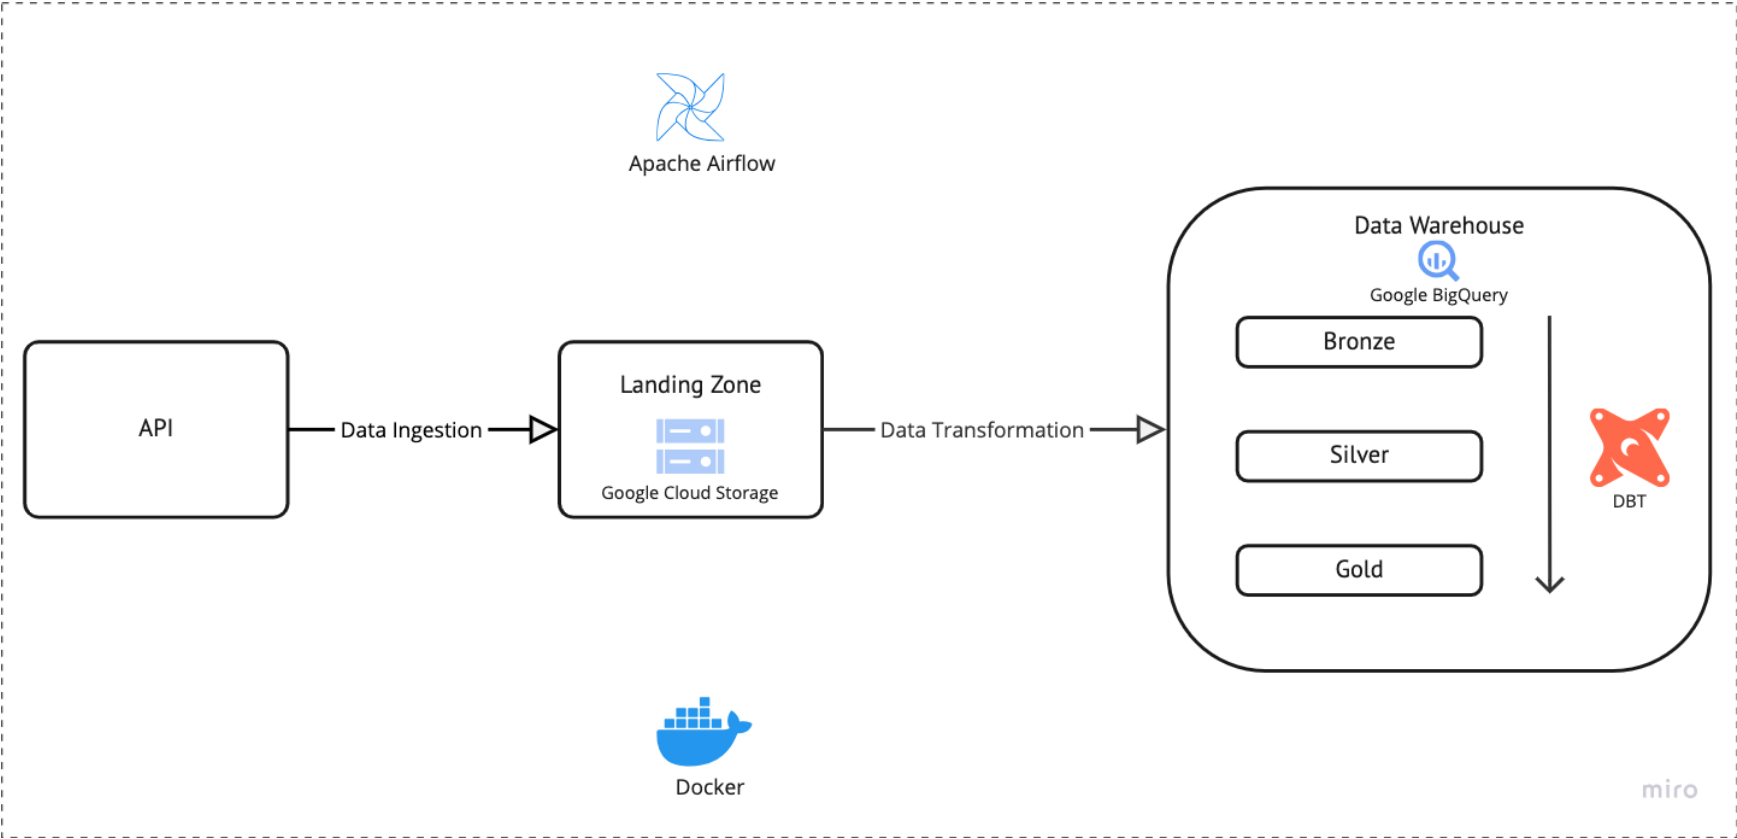 Apache Airflow
API
Data Ingestion
Landing Zone
Google Cloud Storage
Data Transformation
Data Warehouse
Google BigQuery
Bronze
Silver
Gold
DBT
Docker
miro